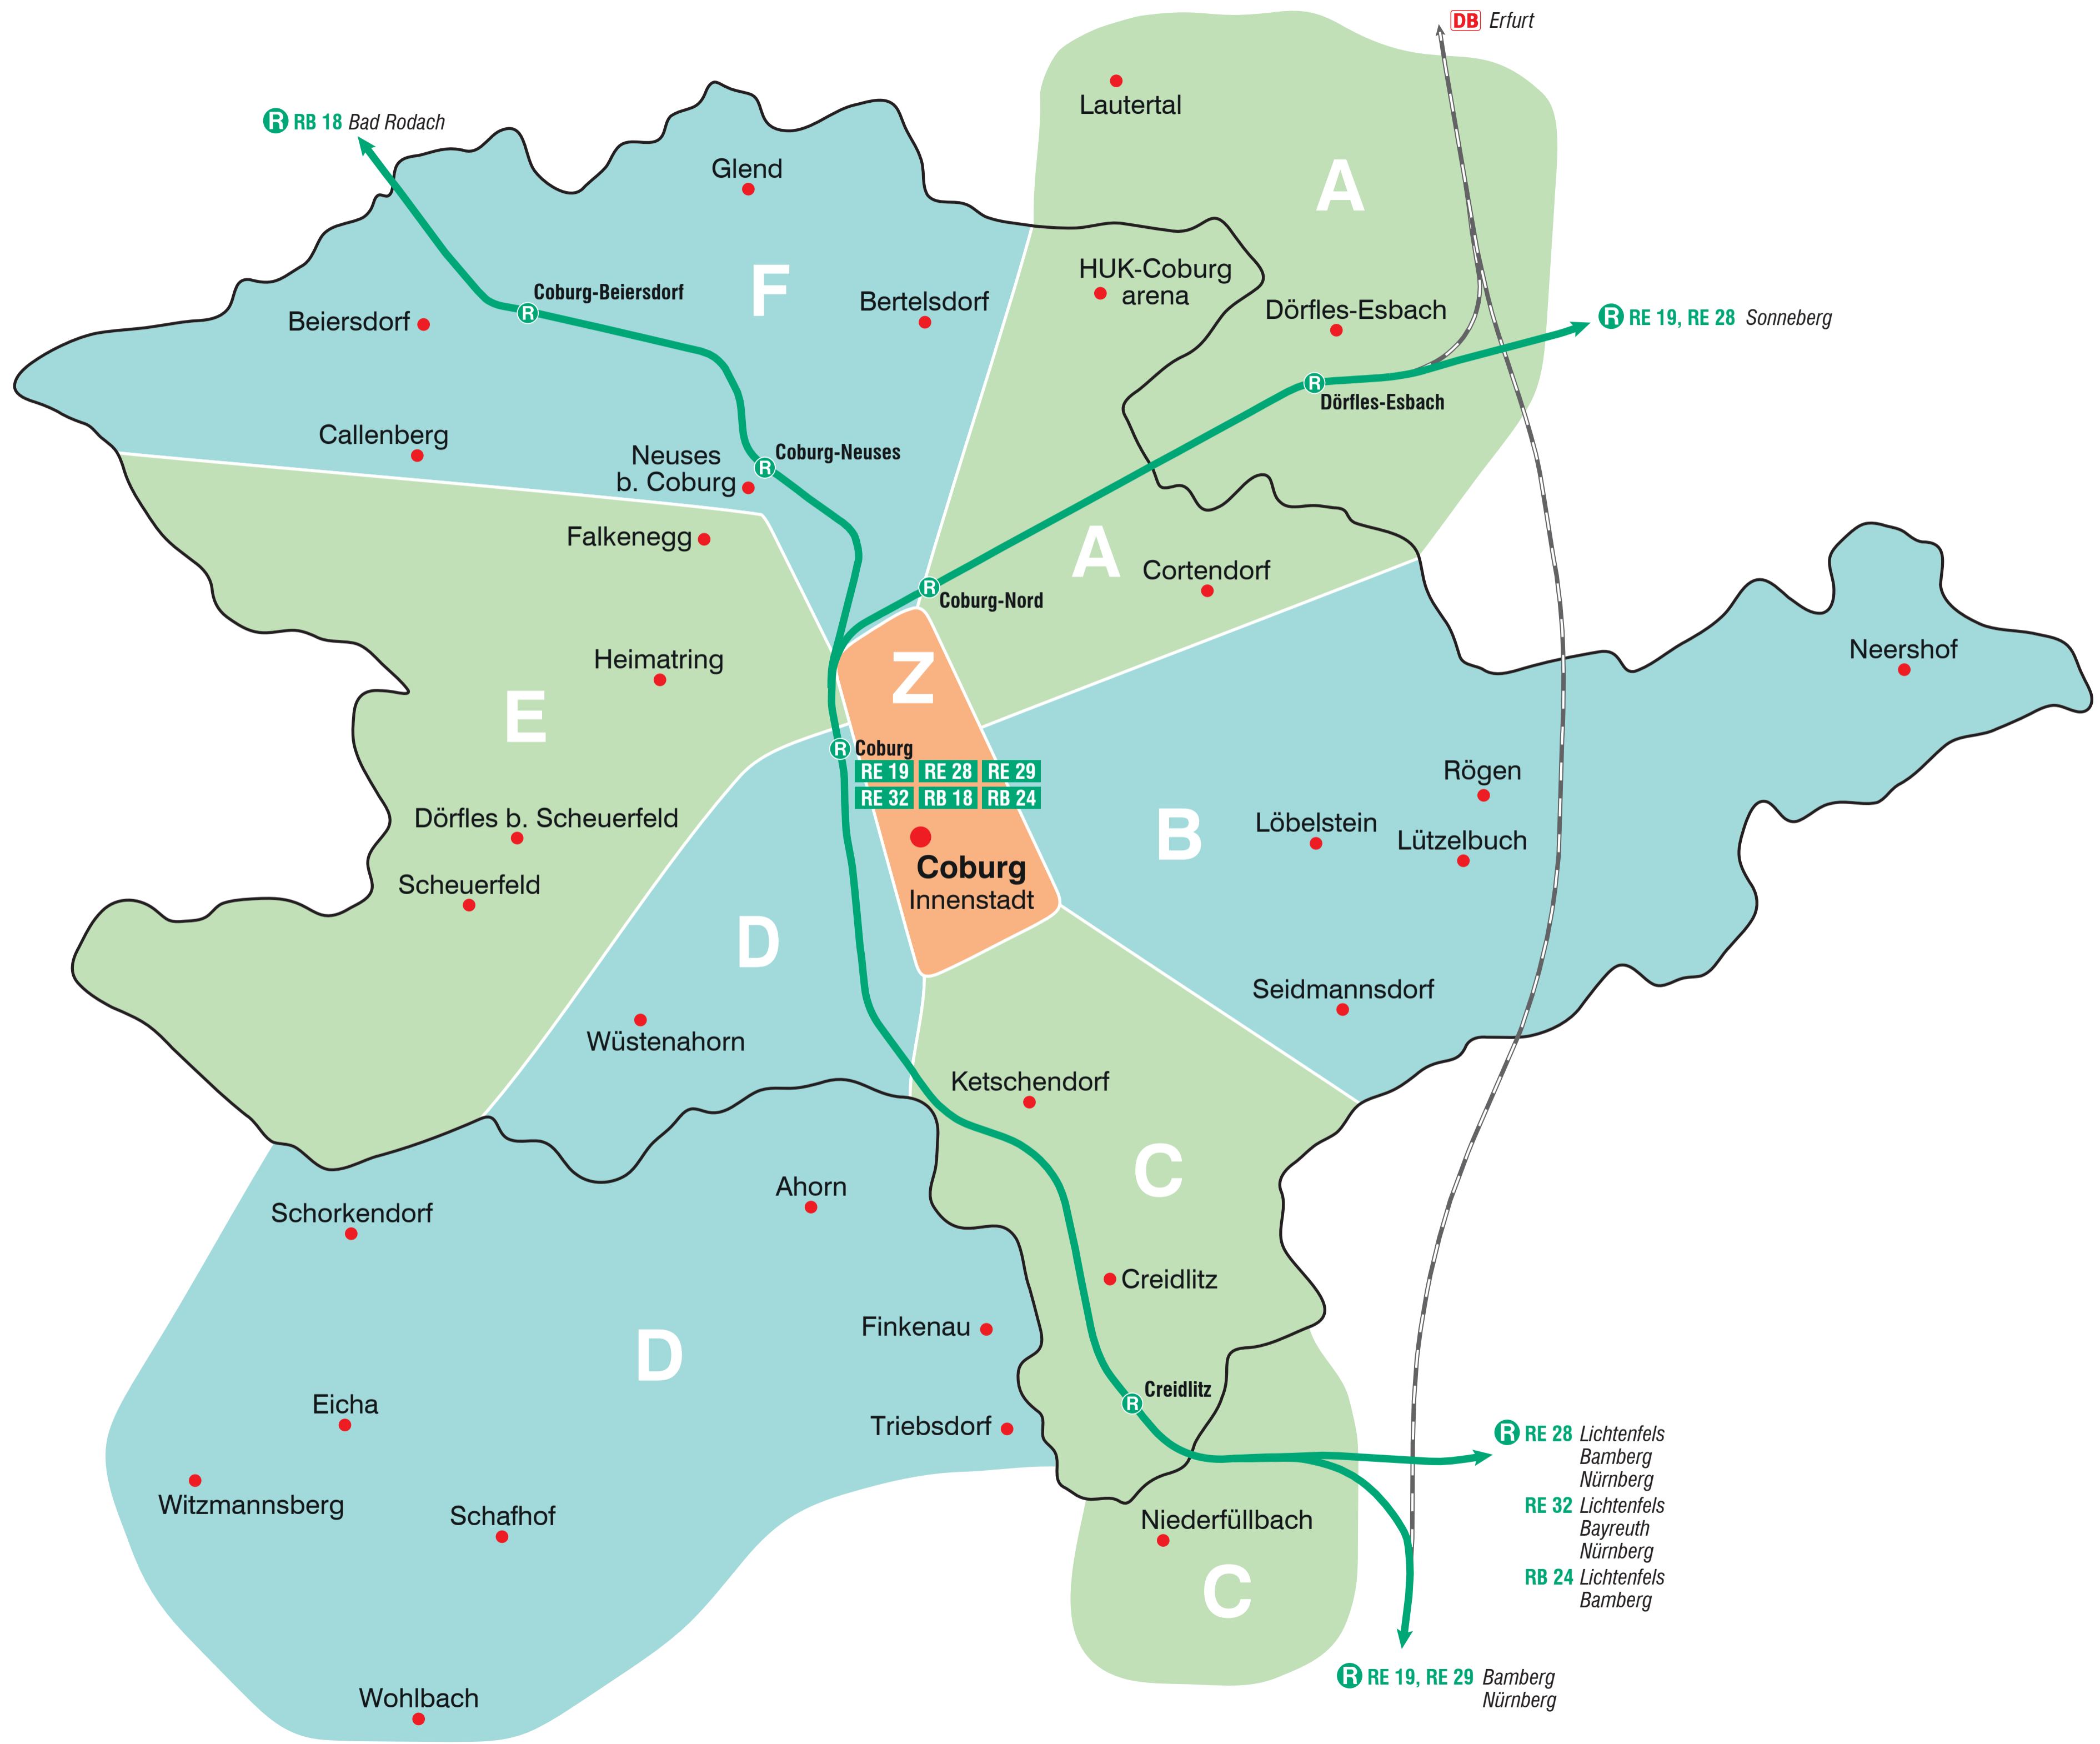 DB Erfurt
Lautertal
R RB 18 Bad Rodach
Glend
A
F
HUK-Coburg
arena
Coburg-Beiersdorf
R
Beiersdorf
Bertelsdorf
Dörfles-Esbach
R RE 19, RE 28 Sonneberg
R
Dörfles-Esbach
Callenberg
Neuses
b. Coburg
R
Coburg-Neuses
Falkenegg
A
Cortendorf
R
Coburg-Nord
Heimatring
E
Z
Neershof
R
Coburg
RE 19 RE 28 RE 29
RE 32 RB 18 RB 24
Coburg
Innenstadt
B
Rögen
Löbelstein
Lützelbuch
Dörfles b. Scheuerfeld
Scheuerfeld
D
Seidmannsdorf
Wüstenahorn
Ketschendorf
C
Schorkendorf
Ahorn
Creidlitz
Finkenau
D
R
Creidlitz
Eicha
Triebsdorf
Witzmannsberg
Schafhof
Niederfüllbach
C
R RE 28 Lichtenfels
Bamberg
Nürnberg
RE 32 Lichtenfels
Bayreuth
Nürnberg
RB 24 Lichtenfels
Bamberg
R RE 19, RE 29 Bamberg
Nürnberg
Wohlbach